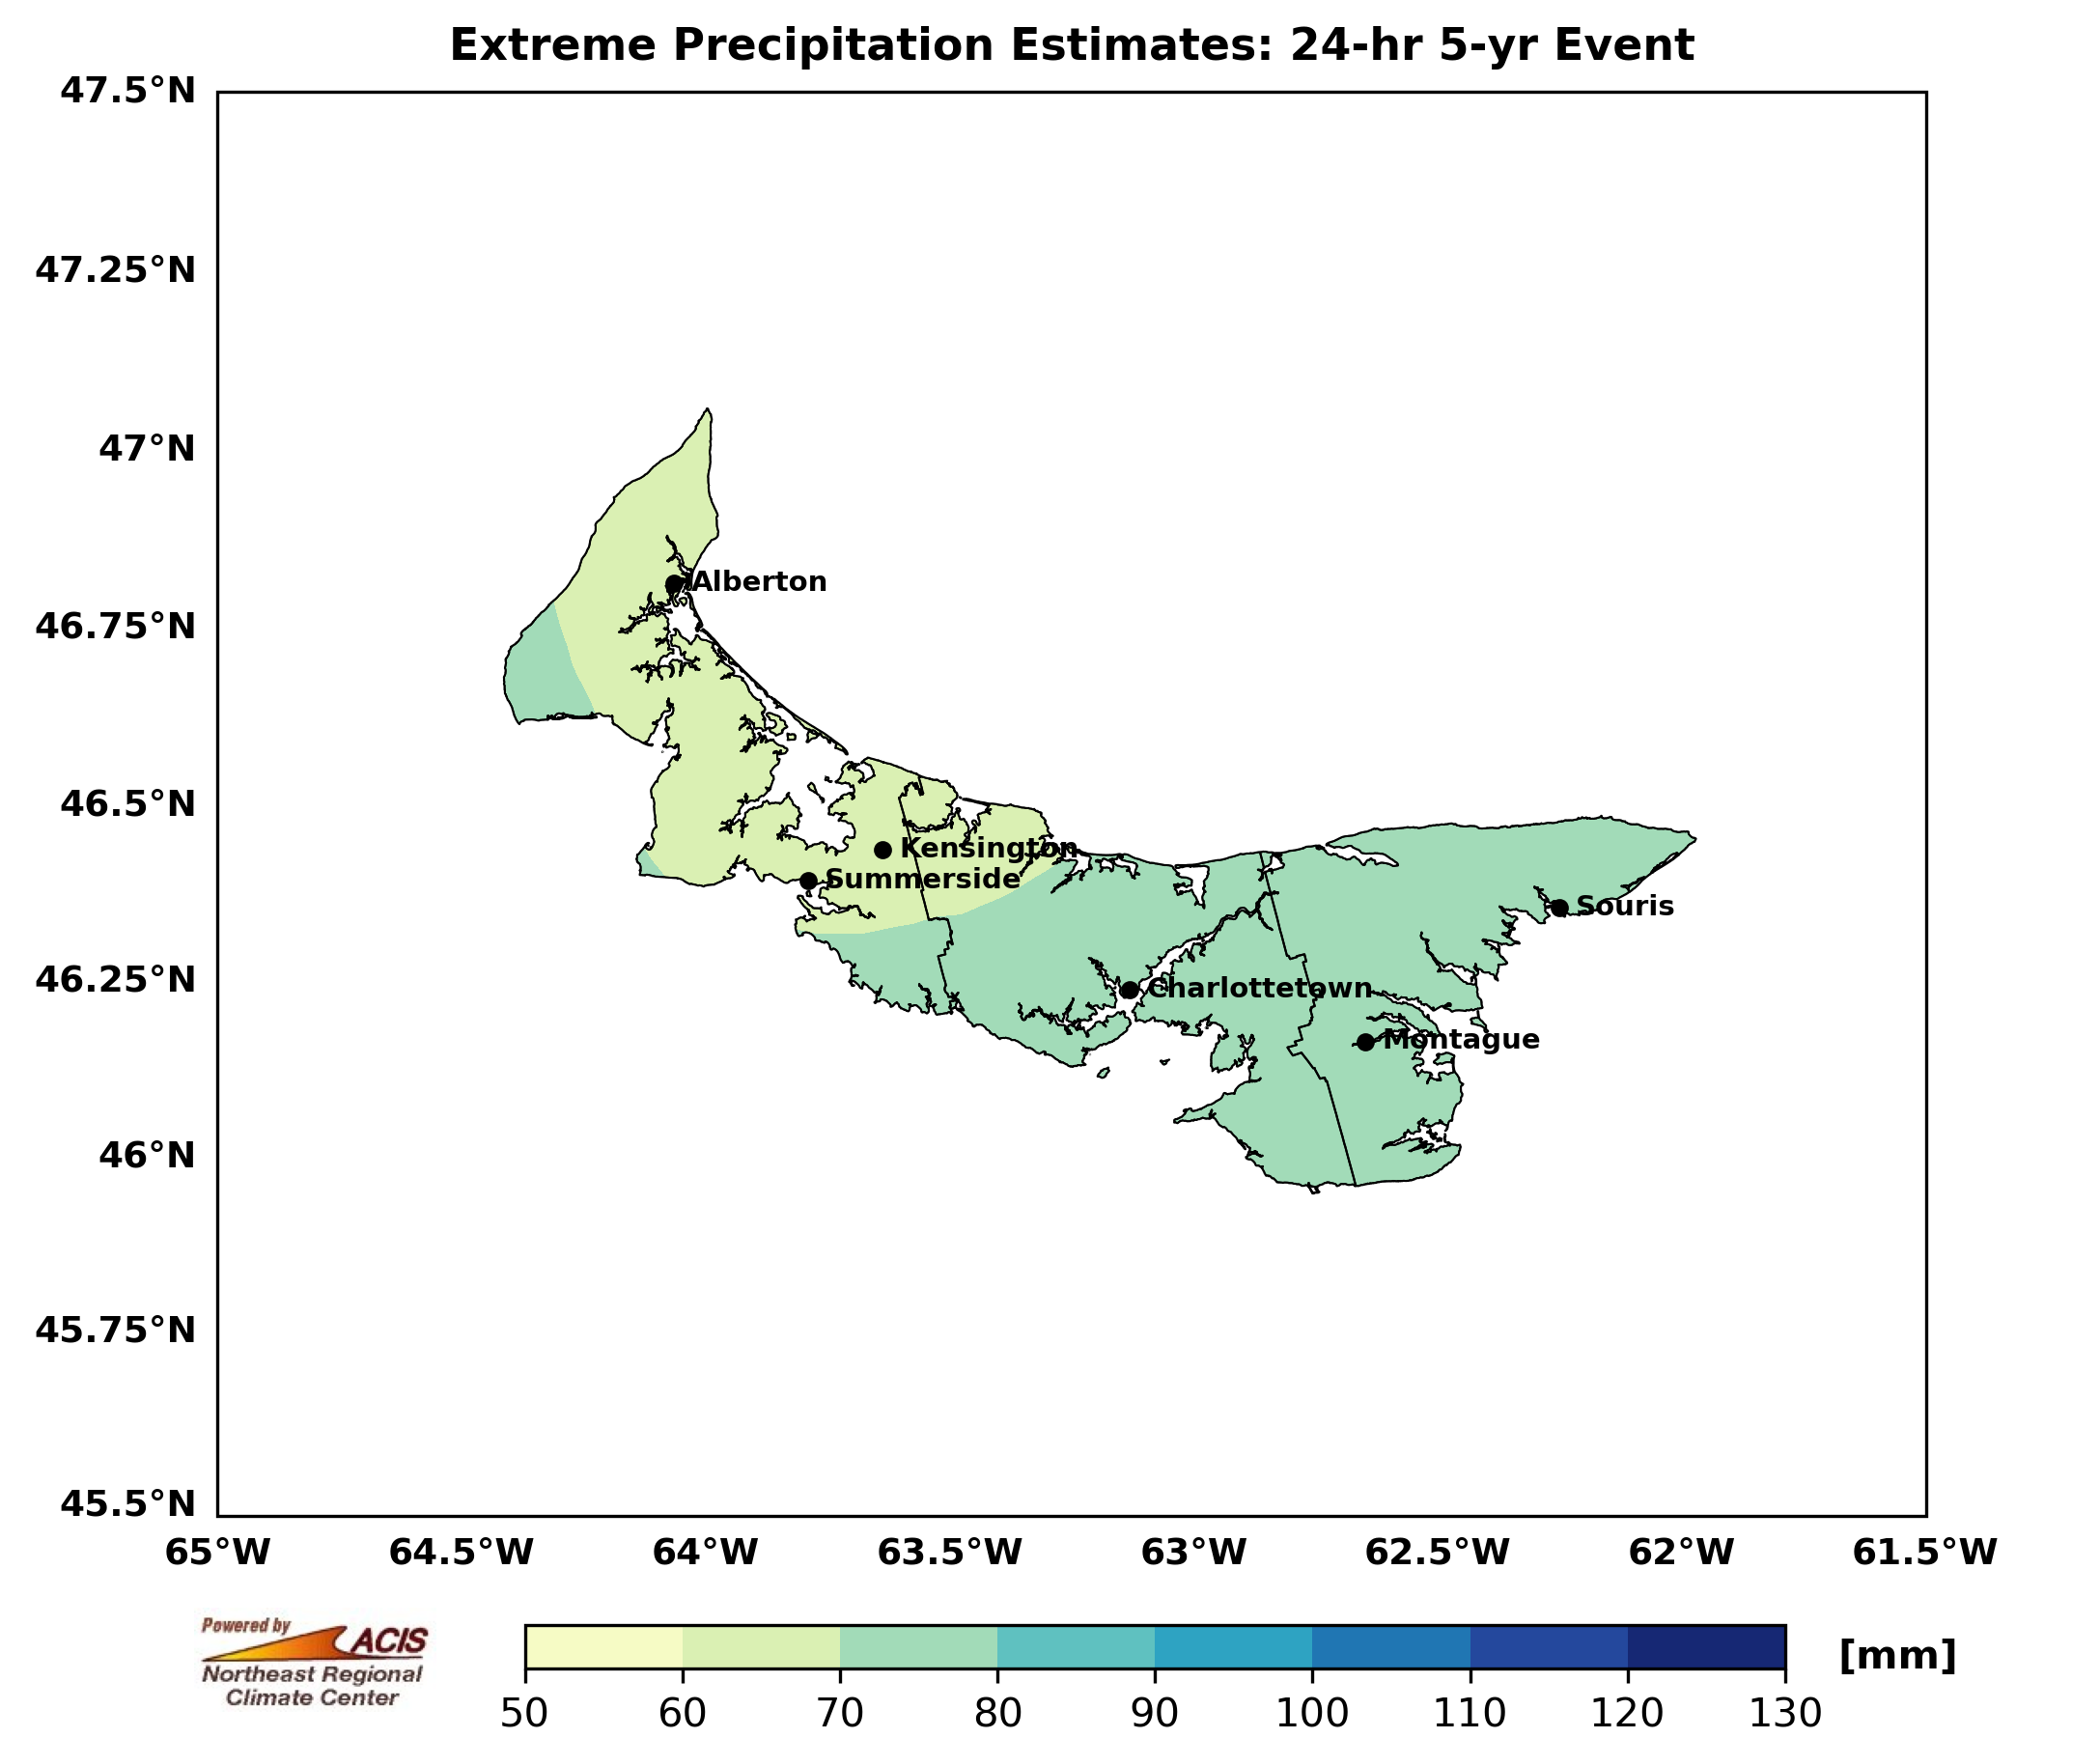 Extreme Precipitation Estimates: 24-hr 5-yr Event
47.5°N
47.25°N
47°N
46.75°N
46.5°N
46.25°N
46°N
45.75°N
45.5°N
Alberton
Kensington
Summerside
Souris
Charlottetown
Montague
65°W 64.5°W 64°W 63.5°W 63°W 62.5°W 62°W 61.5°W
Powered by
ACIS
Northeast Regional
Climate Center
[mm]
50 60 70 80 90 100 110 120 130